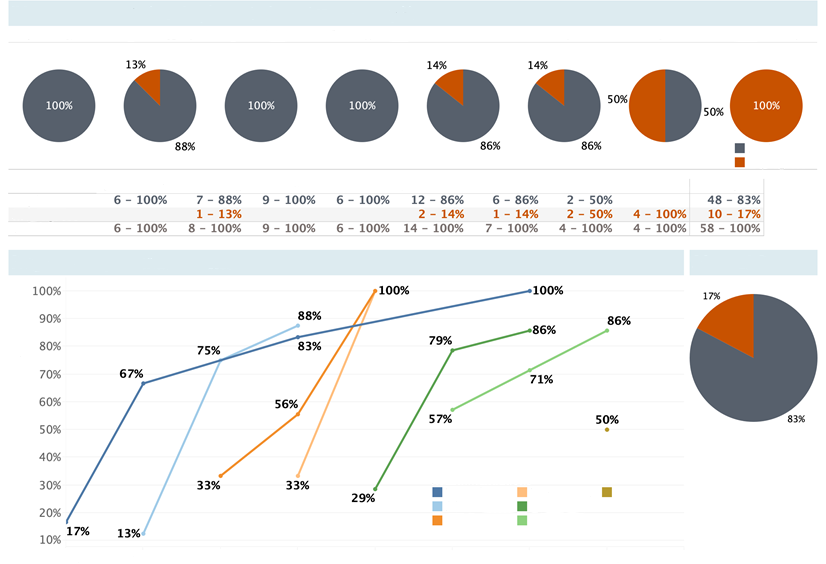 13% 14% 14%
100% 100% 100% 50% 100%
50%
88% 86% 86%
6 – 100% 7 – 88% 9 – 100% 6 – 100% 12 – 86% 6 – 86% 2 – 50% 48 – 83%
1 – 13% 2 – 14% 1 – 14% 2 – 50% 4 – 100% 10 – 17%
6 – 100% 8 – 100% 9 – 100% 6 – 100% 14 – 100% 7 – 100% 4 – 100% 4 – 100% 58 – 100%
100% 100% 100% 17%
90% 88% 86% 86%
80% 75% 83% 79%
70% 67% 71%
60% 56% 57% 83%
50% 50%
40%
30% 33% 33% 29%
20% 17%
10% 13%